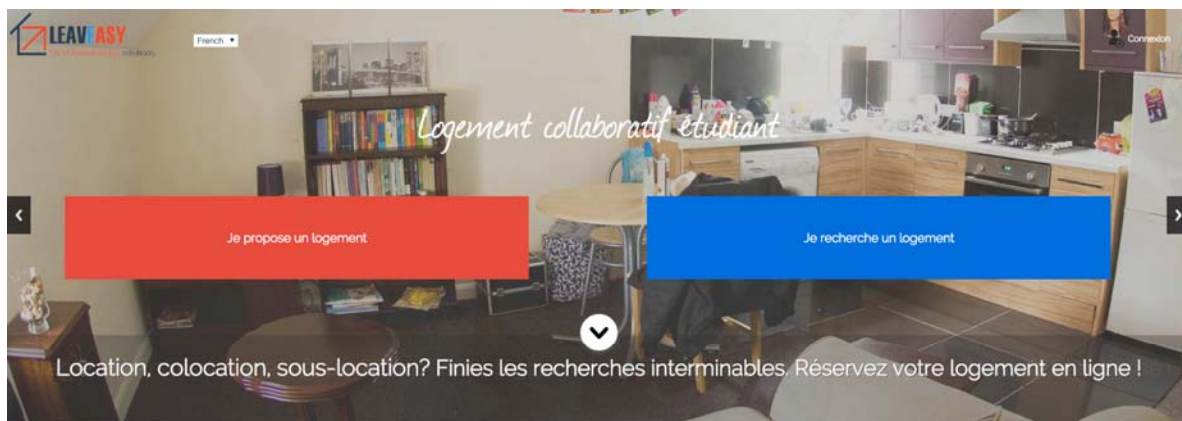 LEAVEASY
solutions
French
Connexion
Logement collaboratif étudiant
Je propose un logement
Je recherche un logement
Location, colocation, sous-location? Finies les recherches interminables. Réservez votre logement en ligne !